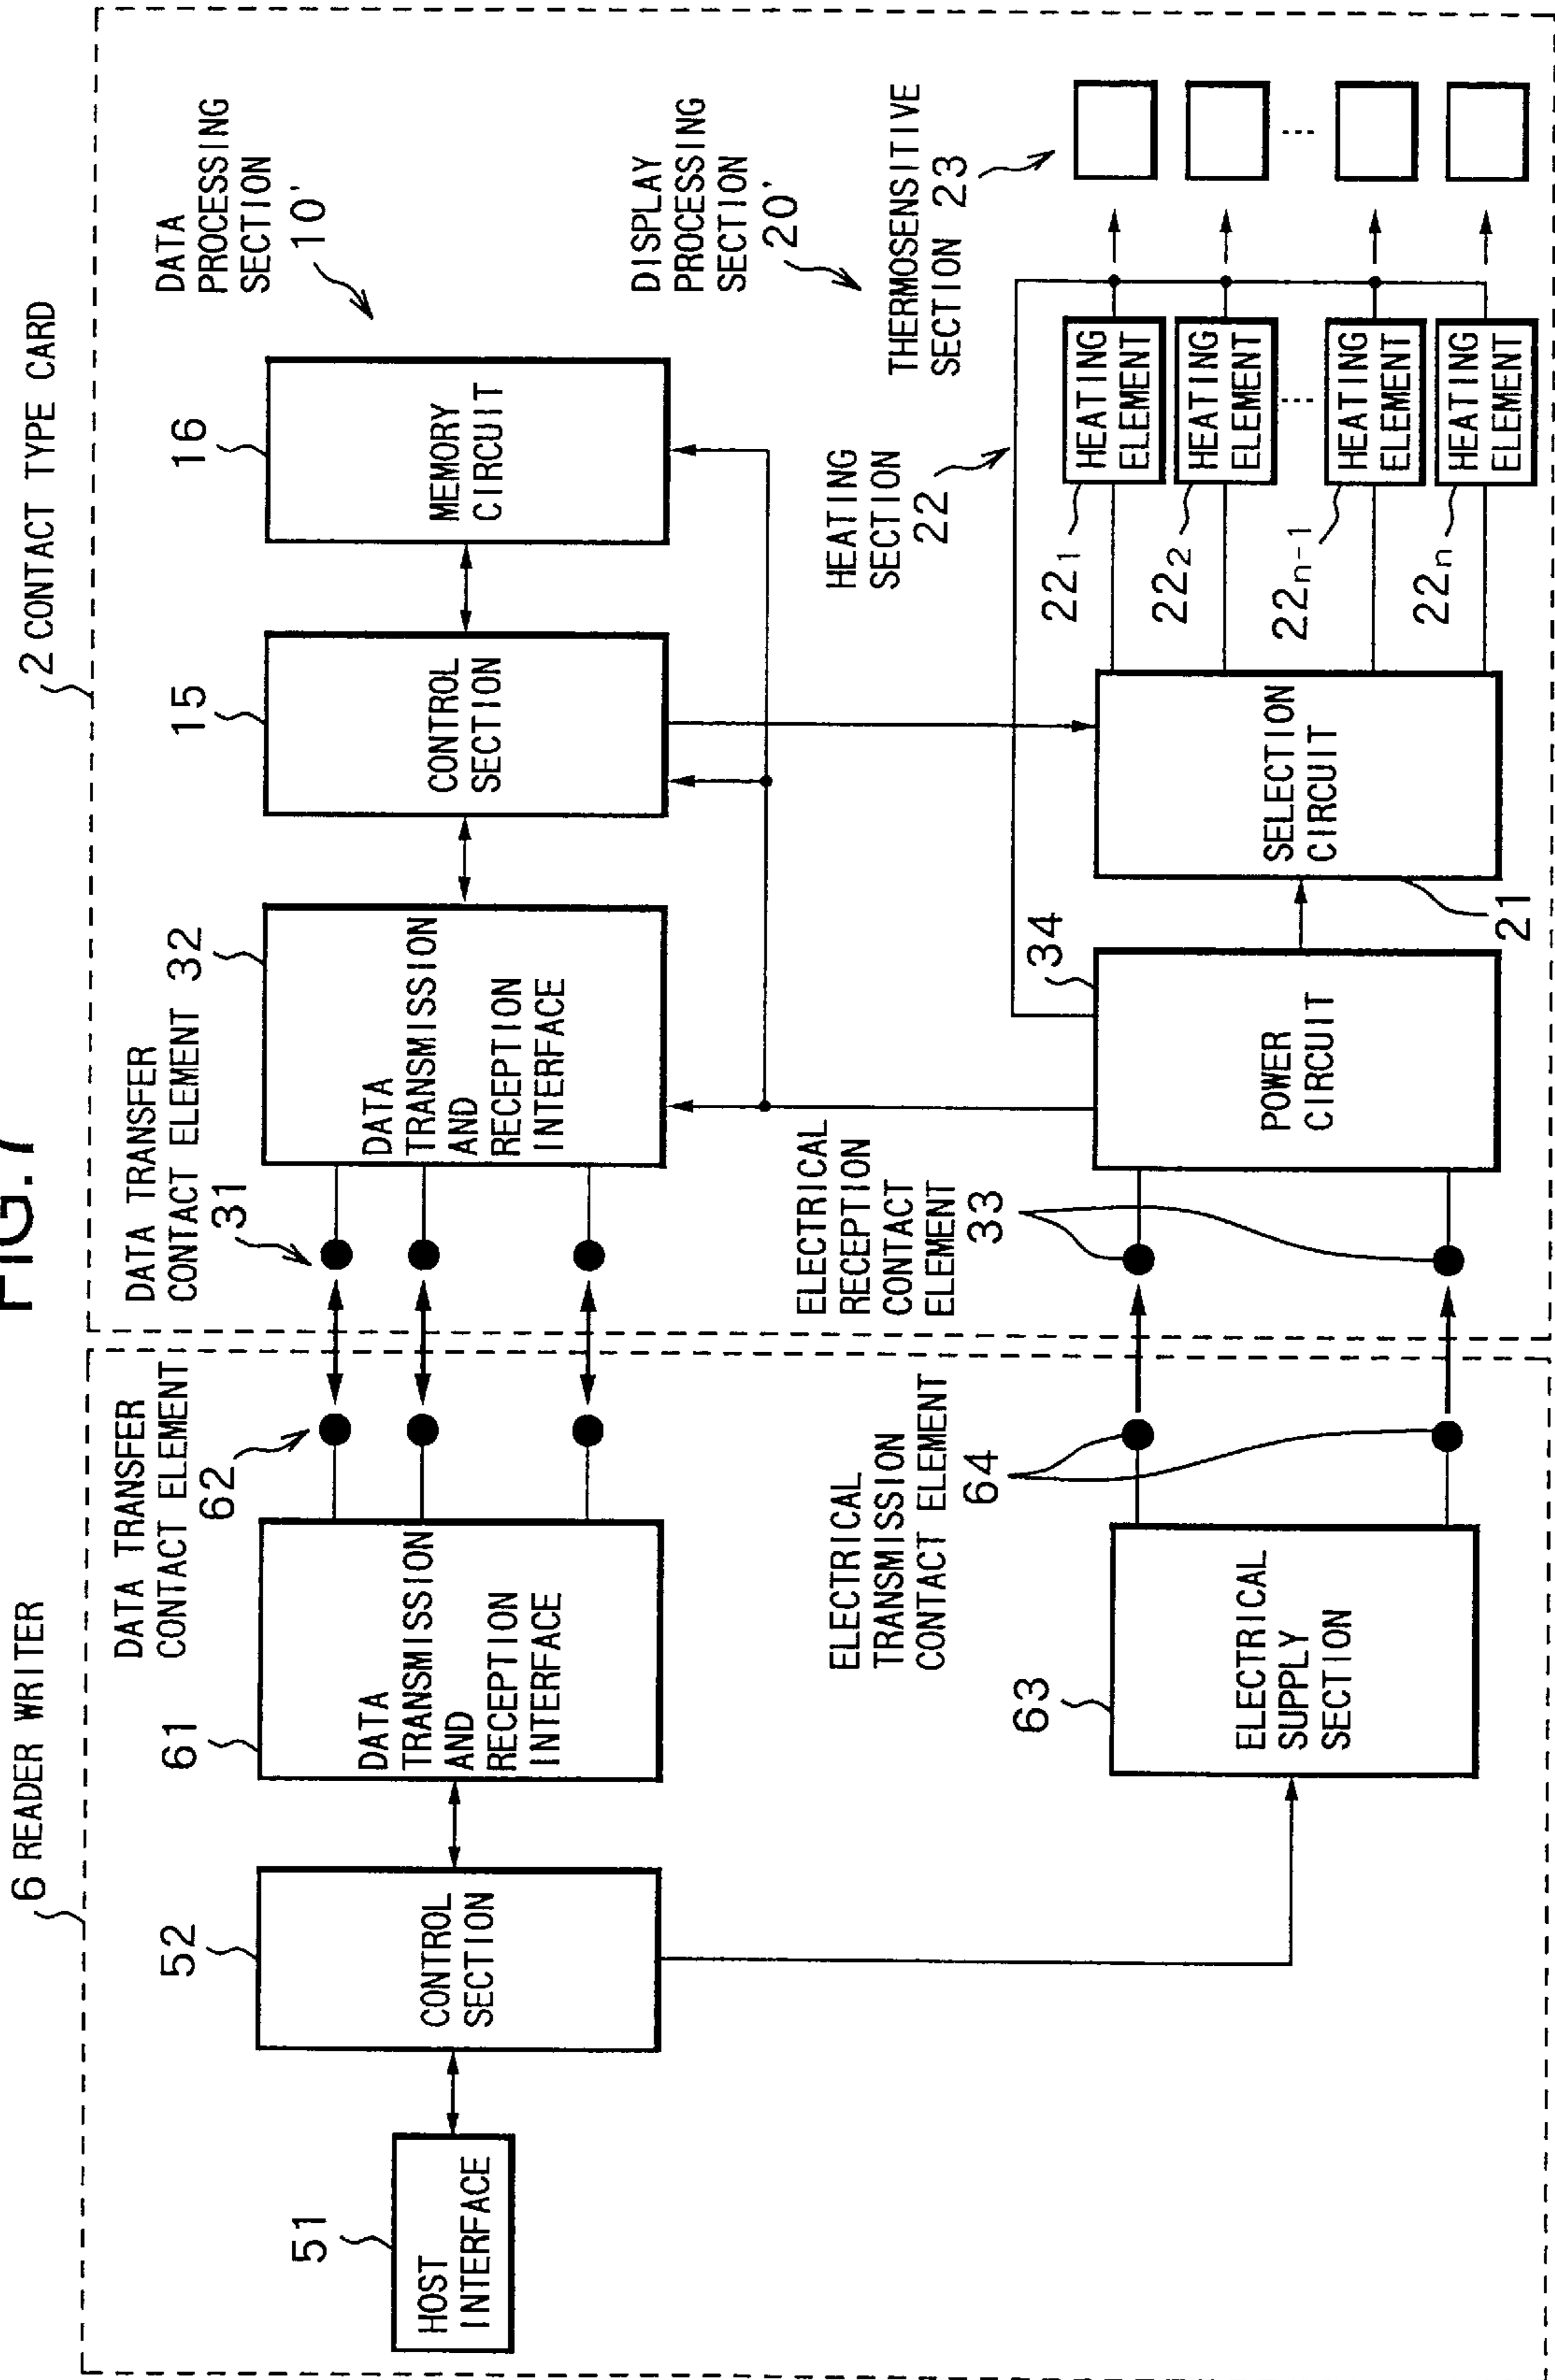 FIG.7
6 READER WRITER
2 CONTACT TYPE CARD
51
HOST
INTERFACE
52
CONTROL
SECTION
61
DATA
TRANSMISSION
AND
RECEPTION
INTERFACE
DATA TRANSFER
CONTACT ELEMENT
62
DATA TRANSFER
CONTACT ELEMENT
31
32
DATA
TRANSMISSION
AND
RECEPTION
INTERFACE
15
CONTROL
SECTION
16
MEMORY
CIRCUIT
DATA
PROCESSING
SECTION
10'
DISPLAY
PROCESSING
SECTION
20'
63
ELECTRICAL
SUPPLY
SECTION
ELECTRICAL
TRANSMISSION
CONTACT ELEMENT
64
ELECTRICAL
RECEPTION
CONTACT
ELEMENT
33
34
POWER
CIRCUIT
21
SELECTION
CIRCUIT
HEATING
SECTION
22
22₁
HEATING
ELEMENT
22₂
HEATING
ELEMENT
22ₙ₋₁
HEATING
ELEMENT
22ₙ
HEATING
ELEMENT
THERMOSENSITIVE
SECTION 23